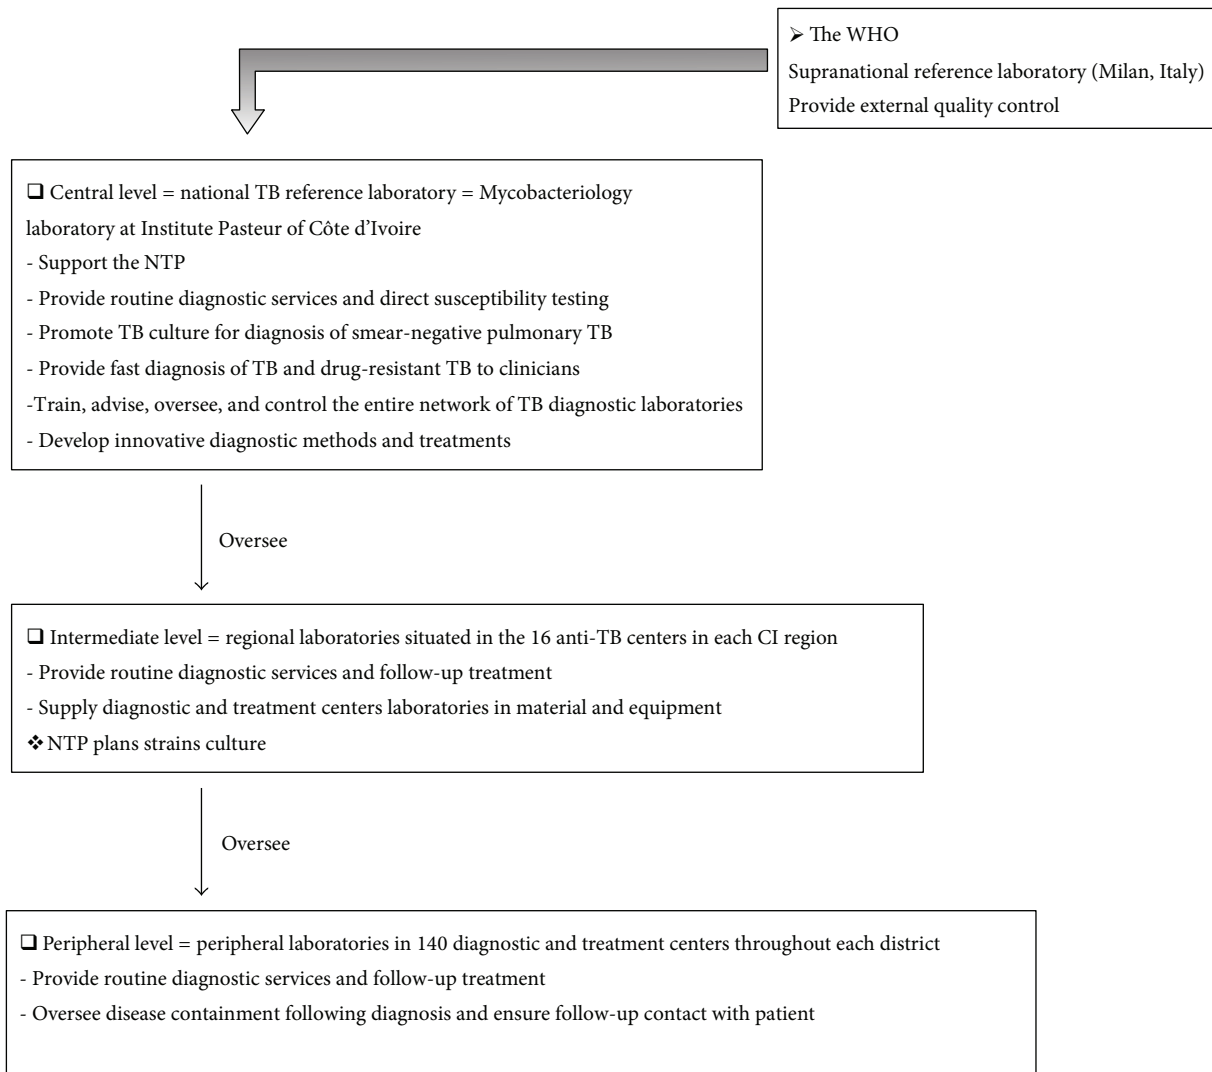 ➢ The WHO
Supranational reference laboratory (Milan, Italy)
Provide external quality control
❑ Central level = national TB reference laboratory = Mycobacteriology
laboratory at Institute Pasteur of Côte d’Ivoire
- Support the NTP
- Provide routine diagnostic services and direct susceptibility testing
- Promote TB culture for diagnosis of smear-negative pulmonary TB
- Provide fast diagnosis of TB and drug-resistant TB to clinicians
-Train, advise, oversee, and control the entire network of TB diagnostic laboratories
- Develop innovative diagnostic methods and treatments
Oversee
❑ Intermediate level = regional laboratories situated in the 16 anti-TB centers in each CI region
- Provide routine diagnostic services and follow-up treatment
- Supply diagnostic and treatment centers laboratories in material and equipment
❖ NTP plans strains culture
Oversee
❑ Peripheral level = peripheral laboratories in 140 diagnostic and treatment centers throughout each district
- Provide routine diagnostic services and follow-up treatment
- Oversee disease containment following diagnosis and ensure follow-up contact with patient